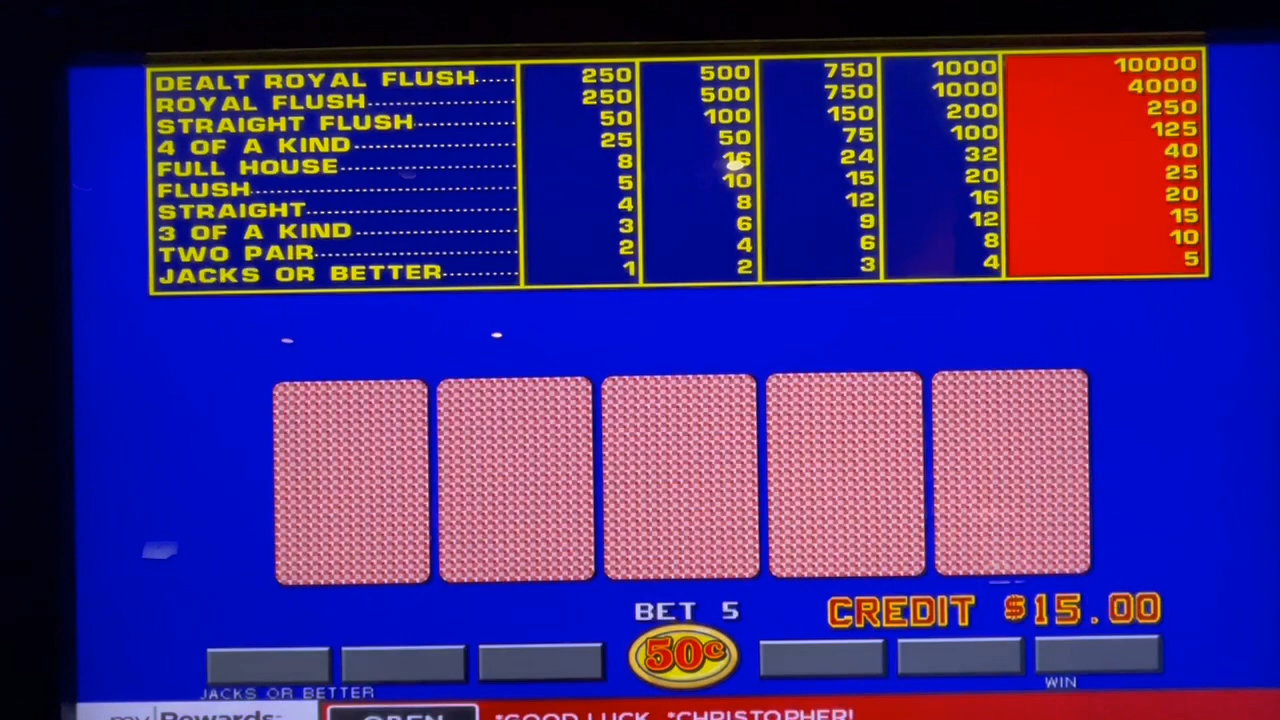 DEALT ROYAL FLUSH...... 250 500 750 1000 10000
ROYAL FLUSH 250 500 750 1000 4000
STRAIGHT FLUSH 50 100 150 200 250
4 OF A KIND 25 50 75 100 125
FULL HOUSE 8 16 24 32 40
FLUSH 5 10 15 20 25
STRAIGHT 4 8 12 16 20
3 OF A KIND 3 6 9 12 15
TWO PAIR 2 4 6 8 10
JACKS OR BETTER 1 2 3 4 5
BET 5 CREDIT $15.00
50¢
JACKS OR BETTER WIN
my|Rewards OPEN *GOOD LUCK, *CHRISTOPHER!